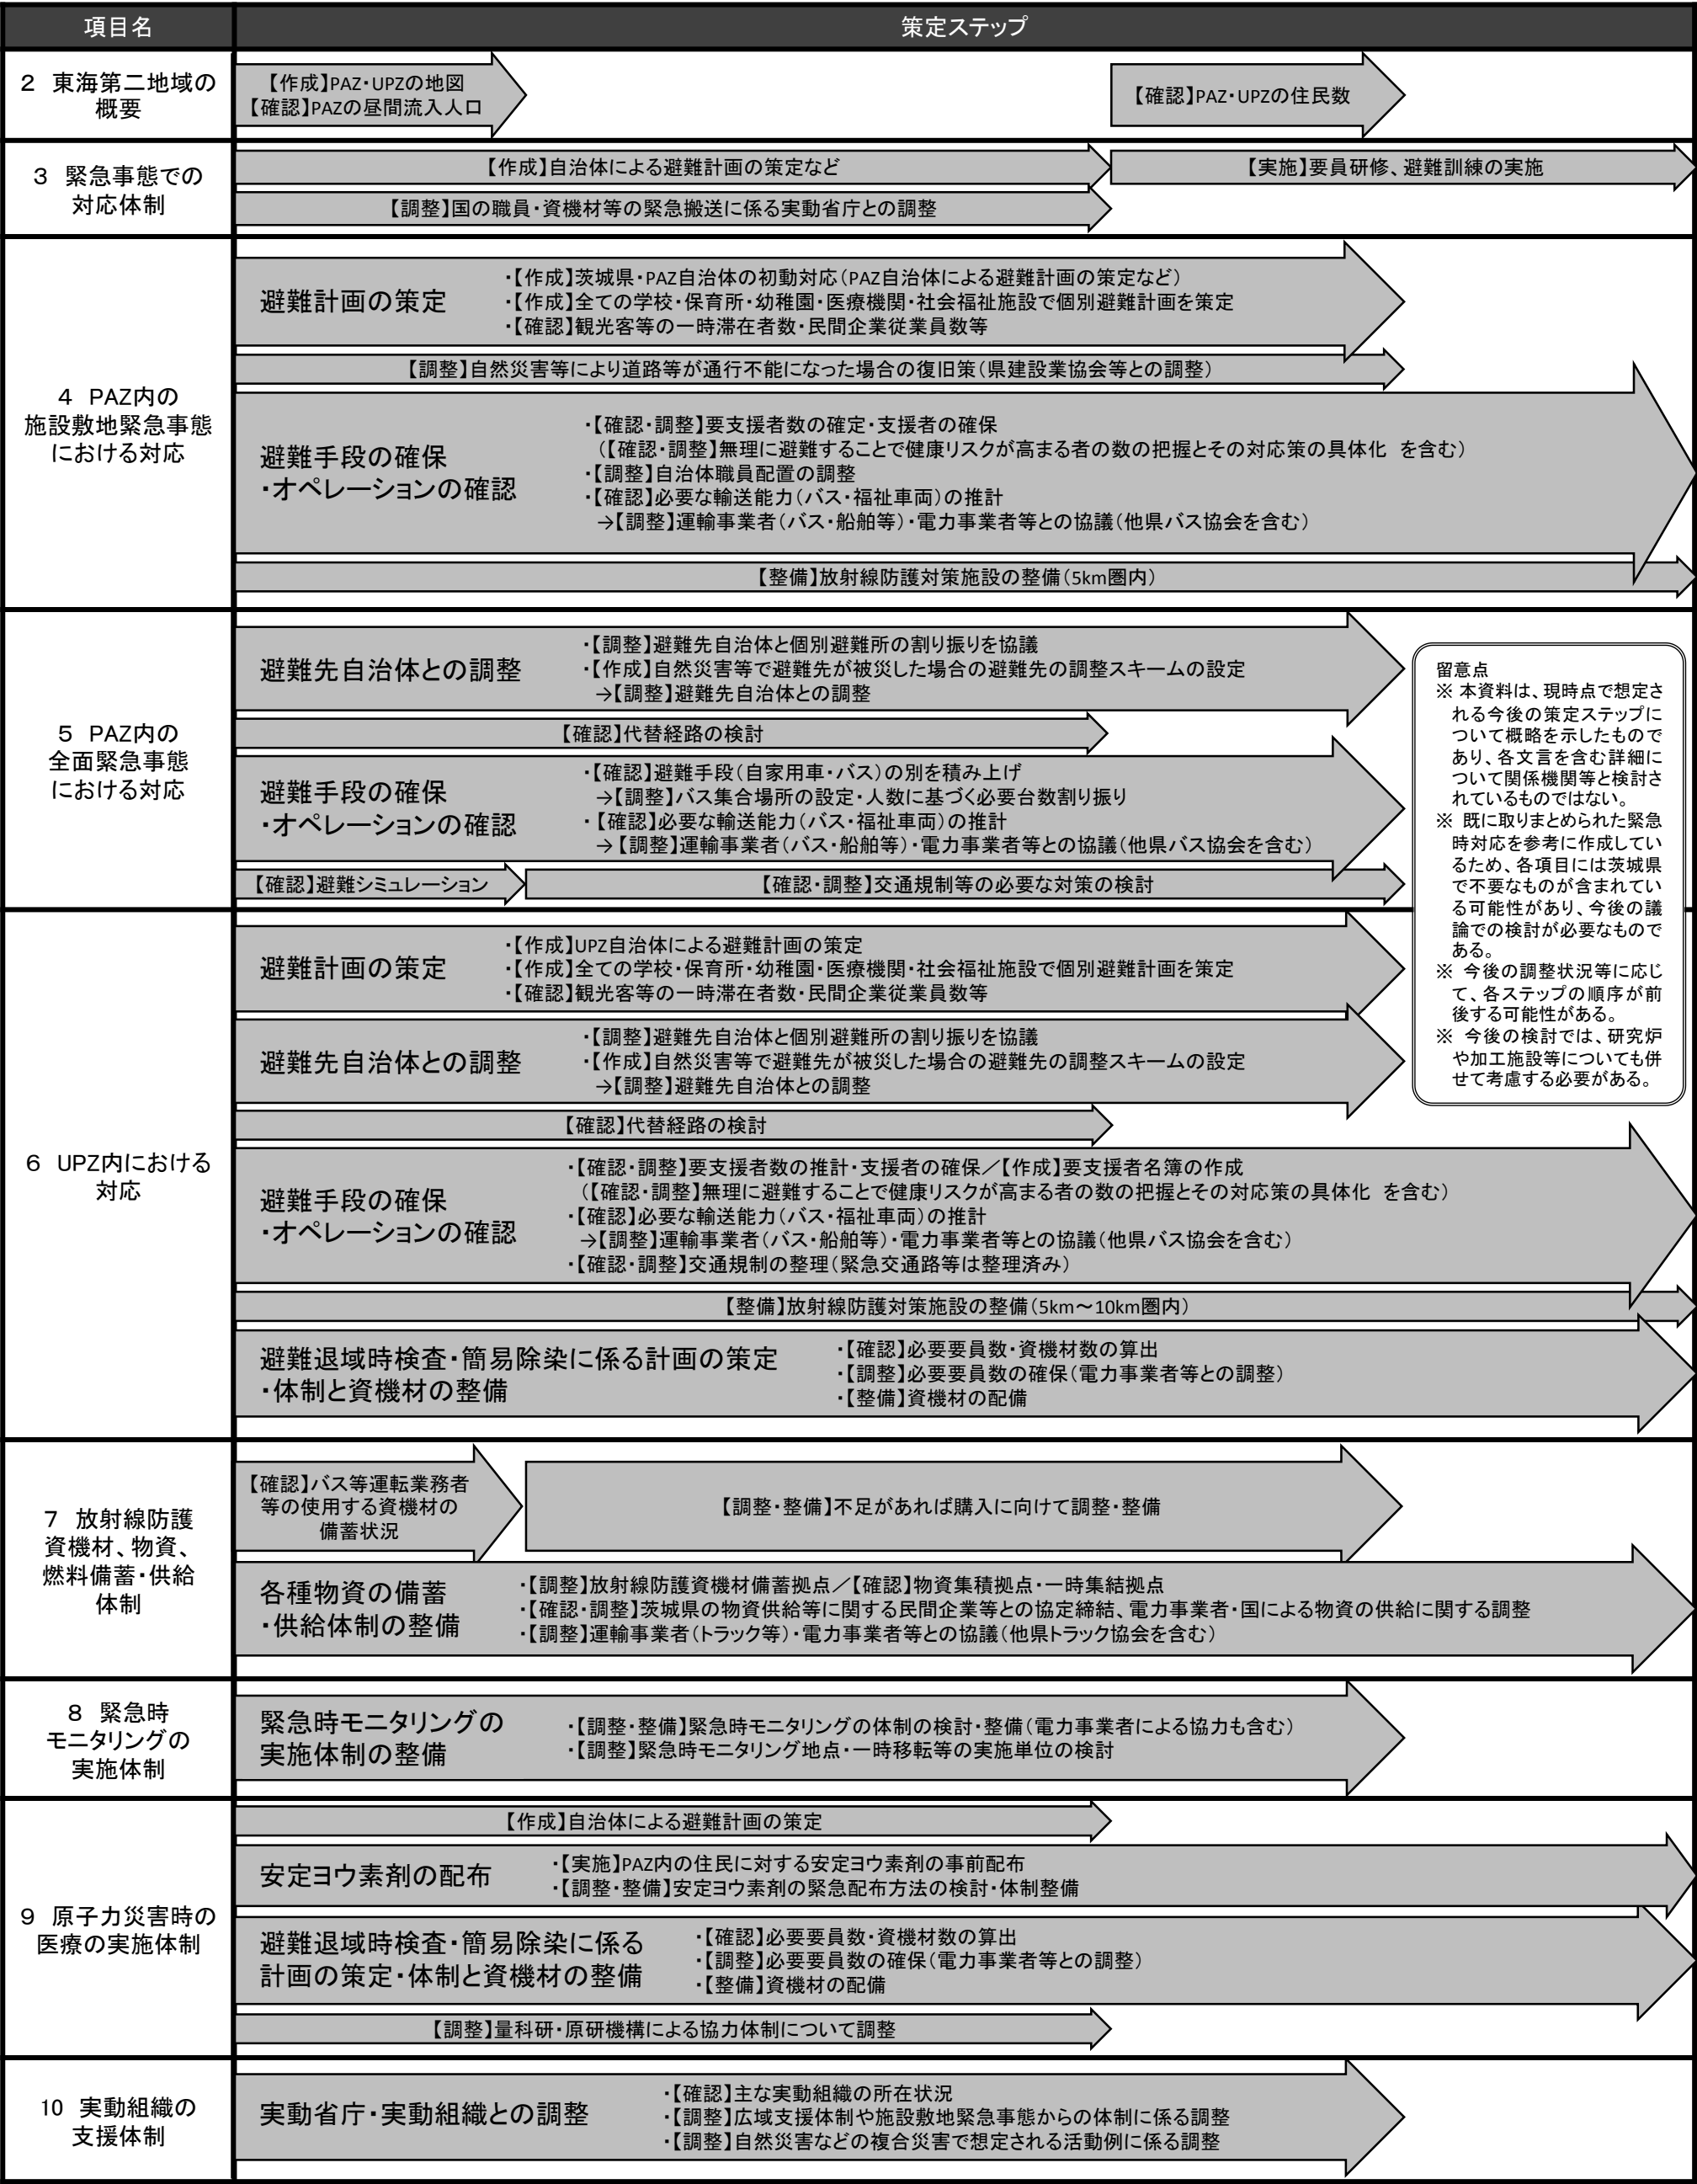 項目名
策定ステップ
２　東海第二地域の
概要
【作成】PAZ・UPZの地図
【確認】PAZの昼間流入人口
【確認】PAZ・UPZの住民数
３　緊急事態での
対応体制
【作成】自治体による避難計画の策定など
【実施】要員研修、避難訓練の実施
【調整】国の職員・資機材等の緊急搬送に係る実動省庁との調整
４　PAZ内の
施設敷地緊急事態
における対応
避難計画の策定
・【作成】茨城県・PAZ自治体の初動対応（PAZ自治体による避難計画の策定など）
・【作成】全ての学校・保育所・幼稚園・医療機関・社会福祉施設で個別避難計画を策定
・【確認】観光客等の一時滞在者数・民間企業従業員数等
【調整】自然災害等により道路等が通行不能になった場合の復旧策（県建設業協会等との調整）
避難手段の確保
・オペレーションの確認
・【確認・調整】要支援者数の確定・支援者の確保
（【確認・調整】無理に避難することで健康リスクが高まる者の数の把握とその対応策の具体化　を含む）
・【調整】自治体職員配置の調整
・【確認】必要な輸送能力（バス・福祉車両）の推計
→【調整】運輸事業者（バス・船舶等）・電力事業者等との協議（他県バス協会を含む）
【整備】放射線防護対策施設の整備（5km圏内）
５　PAZ内の
全面緊急事態
における対応
避難先自治体との調整
・【調整】避難先自治体と個別避難所の割り振りを協議
・【作成】自然災害等で避難先が被災した場合の避難先の調整スキームの設定
→【調整】避難先自治体との調整
【確認】代替経路の検討
避難手段の確保
・オペレーションの確認
・【確認】避難手段（自家用車・バス）の別を積み上げ
→【調整】バス集合場所の設定・人数に基づく必要台数割り振り
・【確認】必要な輸送能力（バス・福祉車両）の推計
→【調整】運輸事業者（バス・船舶等）・電力事業者等との協議（他県バス協会を含む）
【確認】避難シミュレーション
【確認・調整】交通規制等の必要な対策の検討
留意点
※ 本資料は、現時点で想定さ
れる今後の策定ステップに
ついて概略を示したもので
あり、各文言を含む詳細に
ついて関係機関等と検討さ
れているものではない。
※ 既に取りまとめられた緊急
時対応を参考に作成してい
るため、各項目には茨城県
で不要なものが含まれてい
る可能性があり、今後の議
論での検討が必要なもので
ある。
※ 今後の調整状況等に応じ
て、各ステップの順序が前
後する可能性がある。
※ 今後の検討では、研究炉
や加工施設等についても併
せて考慮する必要がある。
６　UPZ内における
対応
避難計画の策定
・【作成】UPZ自治体による避難計画の策定
・【作成】全ての学校・保育所・幼稚園・医療機関・社会福祉施設で個別避難計画を策定
・【確認】観光客等の一時滞在者数・民間企業従業員数等
避難先自治体との調整
・【調整】避難先自治体と個別避難所の割り振りを協議
・【作成】自然災害等で避難先が被災した場合の避難先の調整スキームの設定
→【調整】避難先自治体との調整
【確認】代替経路の検討
避難手段の確保
・オペレーションの確認
・【確認・調整】要支援者数の推計・支援者の確保／【作成】要支援者名簿の作成
（【確認・調整】無理に避難することで健康リスクが高まる者の数の把握とその対応策の具体化　を含む）
・【確認】必要な輸送能力（バス・福祉車両）の推計
→【調整】運輸事業者（バス・船舶等）・電力事業者等との協議（他県バス協会を含む）
・【確認・調整】交通規制の整理（緊急交通路等は整理済み）
【整備】放射線防護対策施設の整備（5km～10km圏内）
避難退域時検査・簡易除染に係る計画の策定
・体制と資機材の整備
・【確認】必要要員数・資機材数の算出
・【調整】必要要員数の確保（電力事業者等との調整）
・【整備】資機材の配備
７　放射線防護
資機材、物資、
燃料備蓄・供給
体制
【確認】バス等運転業務者
等の使用する資機材の
備蓄状況
【調整・整備】不足があれば購入に向けて調整・整備
各種物資の備蓄
・供給体制の整備
・【調整】放射線防護資機材備蓄拠点／【確認】物資集積拠点・一時集結拠点
・【確認・調整】茨城県の物資供給等に関する民間企業等との協定締結、電力事業者・国による物資の供給に関する調整
・【調整】運輸事業者（トラック等）・電力事業者等との協議（他県トラック協会を含む）
８　緊急時
モニタリングの
実施体制
緊急時モニタリングの
実施体制の整備
・【調整・整備】緊急時モニタリングの体制の検討・整備（電力事業者による協力も含む）
・【調整】緊急時モニタリング地点・一時移転等の実施単位の検討
９　原子力災害時の
医療の実施体制
【作成】自治体による避難計画の策定
安定ヨウ素剤の配布
・【実施】PAZ内の住民に対する安定ヨウ素剤の事前配布
・【調整・整備】安定ヨウ素剤の緊急配布方法の検討・体制整備
避難退域時検査・簡易除染に係る
計画の策定・体制と資機材の整備
・【確認】必要要員数・資機材数の算出
・【調整】必要要員数の確保（電力事業者等との調整）
・【整備】資機材の配備
【調整】量科研・原研機構による協力体制について調整
10　実動組織の
支援体制
実動省庁・実動組織との調整
・【確認】主な実動組織の所在状況
・【調整】広域支援体制や施設敷地緊急事態からの体制に係る調整
・【調整】自然災害などの複合災害で想定される活動例に係る調整